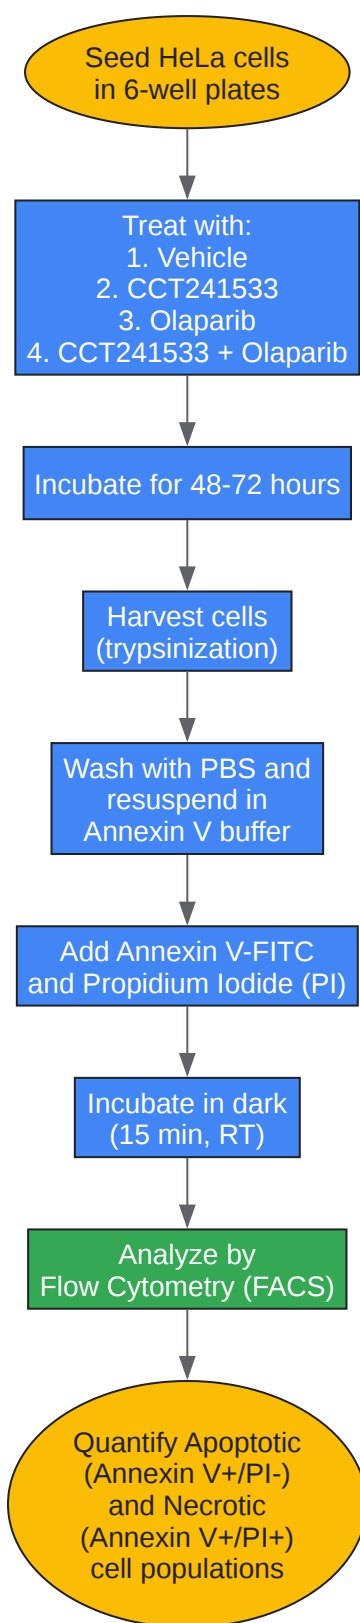 Seed HeLa cells
in 6-well plates
Treat with:
1. Vehicle
2. CCT241533
3. Olaparib
4. CCT241533 + Olaparib
Incubate for 48-72 hours
Harvest cells
(trypsinization)
Wash with PBS and
resuspend in
Annexin V buffer
Add Annexin V-FITC
and Propidium Iodide (PI)
Incubate in dark
(15 min, RT)
Analyze by
Flow Cytometry (FACS)
Quantify Apoptotic
(Annexin V+/PI-)
and Necrotic
(Annexin V+/PI+)
cell populations